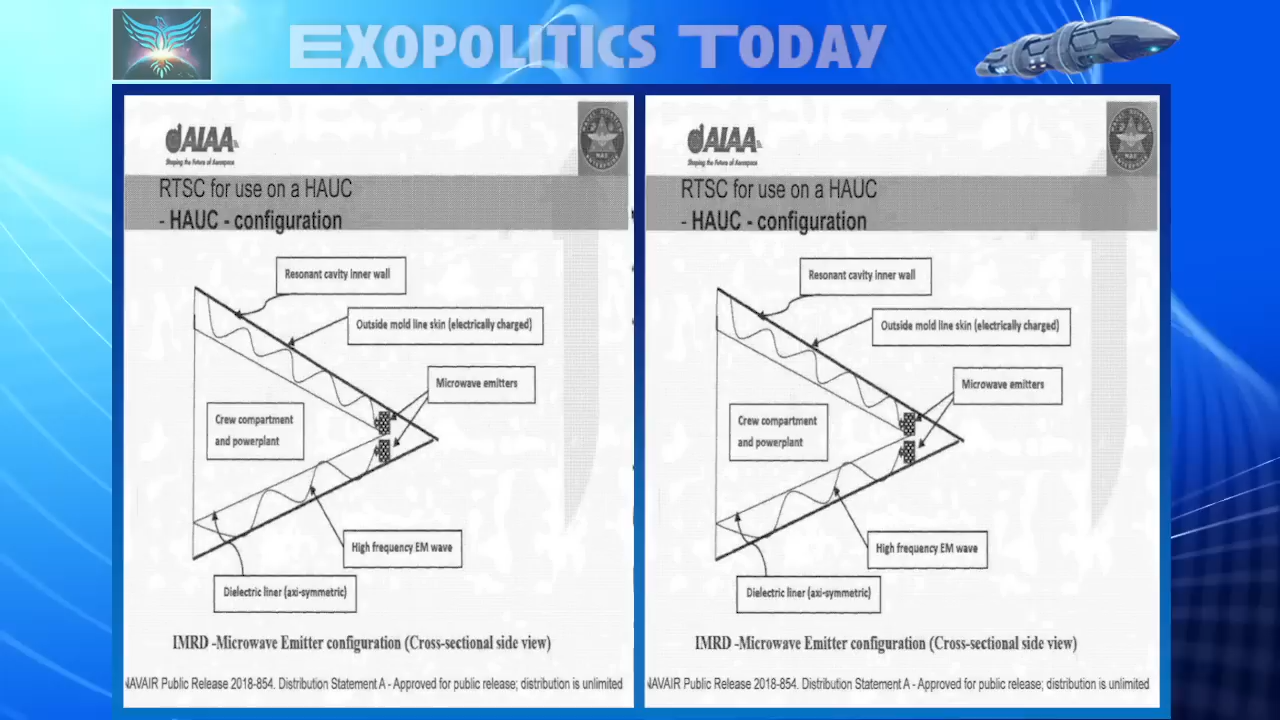 EXOPOLITICS TODAY
AIAA
Shaping the Future of Aerospace
RTSC for use on a HAUC
- HAUC - configuration
Resonant cavity inner wall
Outside mold line skin (electrically charged)
Microwave emitters
Crew compartment
and powerplant
High frequency EM wave
Dielectric liner (axi-symmetric)
IMRD -Microwave Emitter configuration (Cross-sectional side view)
NAVAIR Public Release 2018-854. Distribution Statement A - Approved for public release; distribution is unlimited
AIAA
Shaping the Future of Aerospace
RTSC for use on a HAUC
- HAUC - configuration
Resonant cavity inner wall
Outside mold line skin (electrically charged)
Microwave emitters
Crew compartment
and powerplant
High frequency EM wave
Dielectric liner (axi-symmetric)
IMRD -Microwave Emitter configuration (Cross-sectional side view)
NAVAIR Public Release 2018-854. Distribution Statement A - Approved for public release; distribution is unlimited